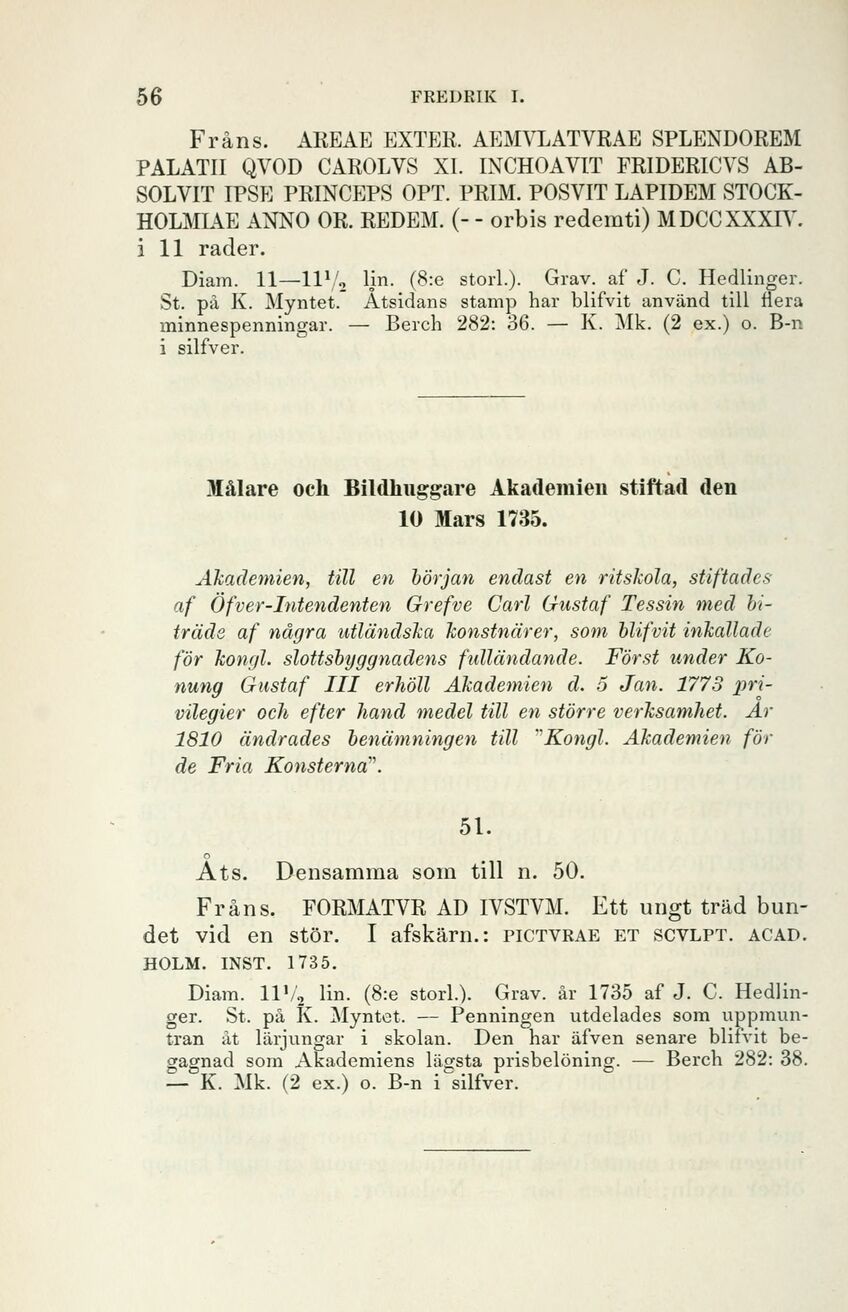 56 FREDRIK I.
Fråns. AREAE EXTER. AEMVLATVRAE SPLENDOREM
PALATII QVOD CAROLVS XI. INCHOAVIT FRIDERICVS AB-
SOLVIT IPSE PRINCEPS OPT. PRIM. POSVIT LAPIDEM STOCK-
HOLMIAE ANNO OR. REDEM. (- - orbis redemti) MDCCXXXIV.
i 11 rader.
Diam. 11—11½ lin. (8:e storl.). Grav. af J. C. Hedlinger.
St. på K. Myntet. Åtsidans stamp har blifvit använd till flera
minnespenningar. — Berch 282: 36. — K. Mk. (2 ex.) o. B-n
i silfver.
Målare och Bildhuggare Akademien stiftad den
10 Mars 1735.
Akademien, till en början endast en ritskola, stiftades
af Öfver-Intendenten Grefve Carl Gustaf Tessin med bi-
träde af några utländska konstnärer, som blifvit inkallade
för kongl. slottsbyggnadens fulländande. Först under Ko-
nung Gustaf III erhöll Akademien d. 5 Jan. 1773 pri-
vilegier och efter hand medel till en större verksamhet. År
1810 ändrades benämningen till "Kongl. Akademien för
de Fria Konsterna".
51.
Åts. Densamma som till n. 50.
Fråns. FORMATVR AD IVSTVM. Ett ungt träd bun-
det vid en stör. I afskärn.: PICTVRAE ET SCVLPT. ACAD.
HOLM. INST. 1735.
Diam. 11½ lin. (8:e storl.). Grav. år 1735 af J. C. Hedlin-
ger. St. på K. Myntet. — Penningen utdelades som uppmun-
tran åt lärjungar i skolan. Den har äfven senare blifvit be-
gagnad som Akademiens lägsta prisbelöning. — Berch 282: 38.
— K. Mk. (2 ex.) o. B-n i silfver.